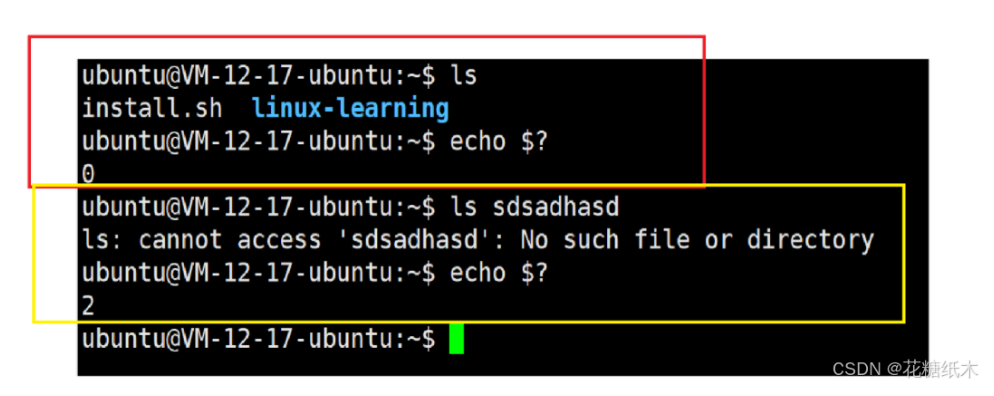 ubuntu@VM-12-17-ubuntu:~$ ls
install.sh  linux-learning
ubuntu@VM-12-17-ubuntu:~$ echo $?
0
ubuntu@VM-12-17-ubuntu:~$ ls sdsadhasd
ls: cannot access 'sdsadhasd': No such file or directory
ubuntu@VM-12-17-ubuntu:~$ echo $?
2
ubuntu@VM-12-17-ubuntu:~$
CSDN @花糖纸木